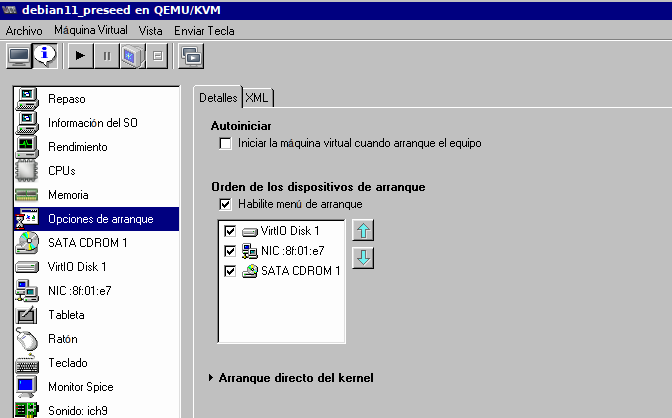 debian11_preseed en QEMU/KVM
Archivo Máquina Virtual Vista Enviar Tecla
Repaso
Información del SO
Rendimiento
CPUs
Memoria
Opciones de arranque
SATA CDROM 1
VirtIO Disk 1
NIC :8f:01:e7
Tableta
Ratón
Teclado
Monitor Spice
Sonido: ich9
Detalles XML
Autoiniciar
Iniciar la máquina virtual cuando arranque el equipo
Orden de los dispositivos de arranque
Habilite menú de arranque
VirtIO Disk 1
NIC :8f:01:e7
SATA CDROM 1
Arranque directo del kernel